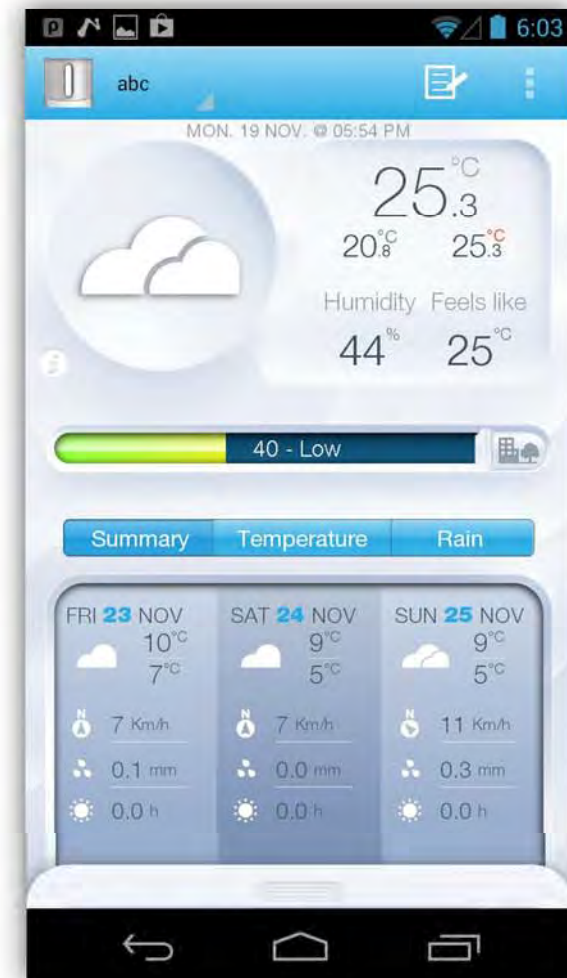 6:03
abc
MON. 19 NOV. @ 05:54 PM
25.3 °C
20.8 °C 25.3 °C
Humidity Feels like
44 % 25 °C
40 - Low
Summary Temperature Rain
FRI 23 NOV SAT 24 NOV SUN 25 NOV
10°C 9°C 9°C
7°C 5°C 5°C
N 7 Km/h N 7 Km/h N 11 Km/h
0.1 mm 0.0 mm 0.3 mm
0.0 h 0.0 h 0.0 h